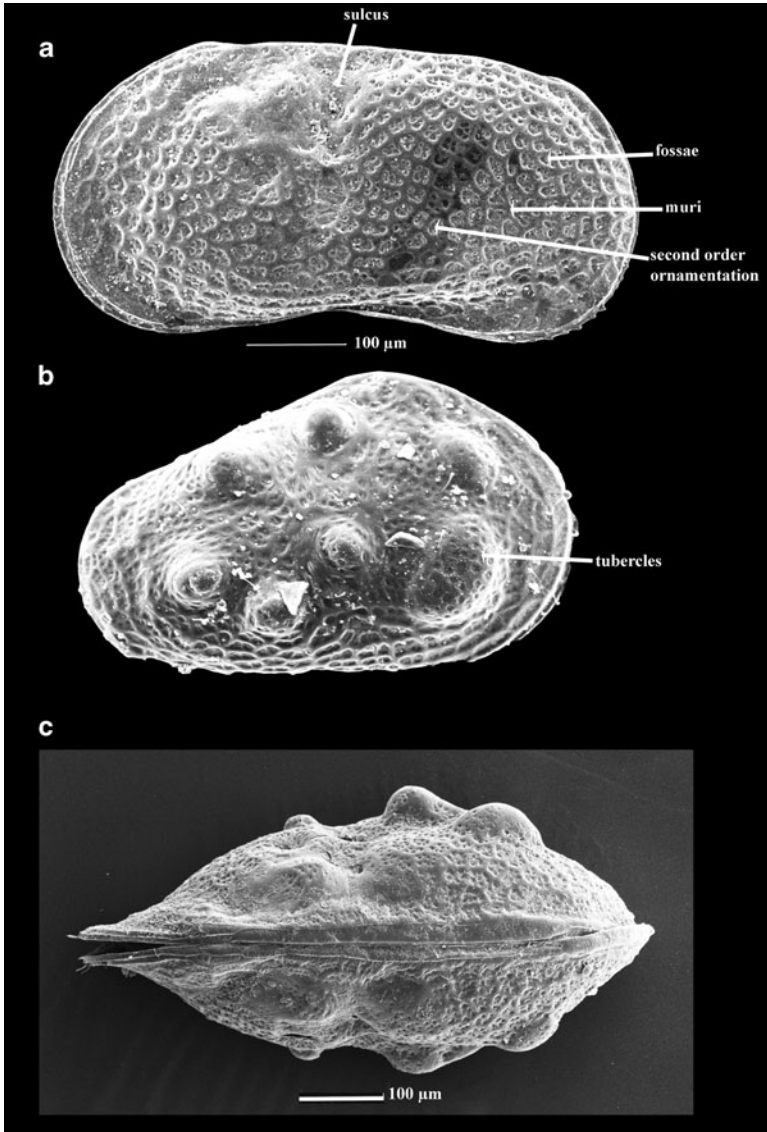 sulcus
a
fossae
muri
second order
ornamentation
100 µm
b
tubercles
c
100 µm